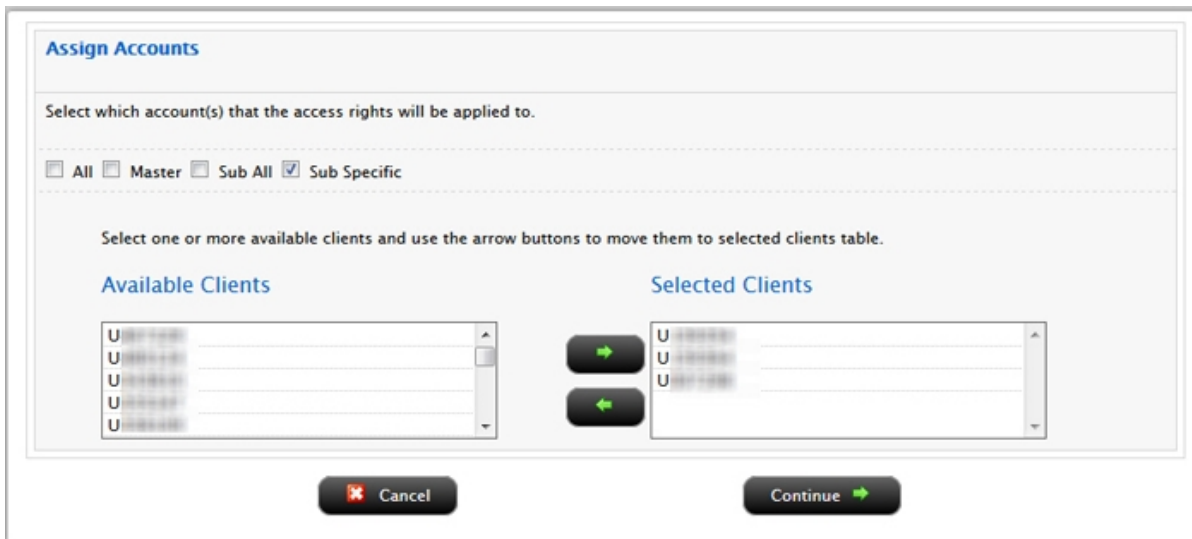 Assign Accounts
Select which account(s) that the access rights will be applied to.
All Master Sub All Sub Specific
Select one or more available clients and use the arrow buttons to move them to selected clients table.
Available Clients Selected Clients
U U
U U
U U
U
U
Cancel Continue